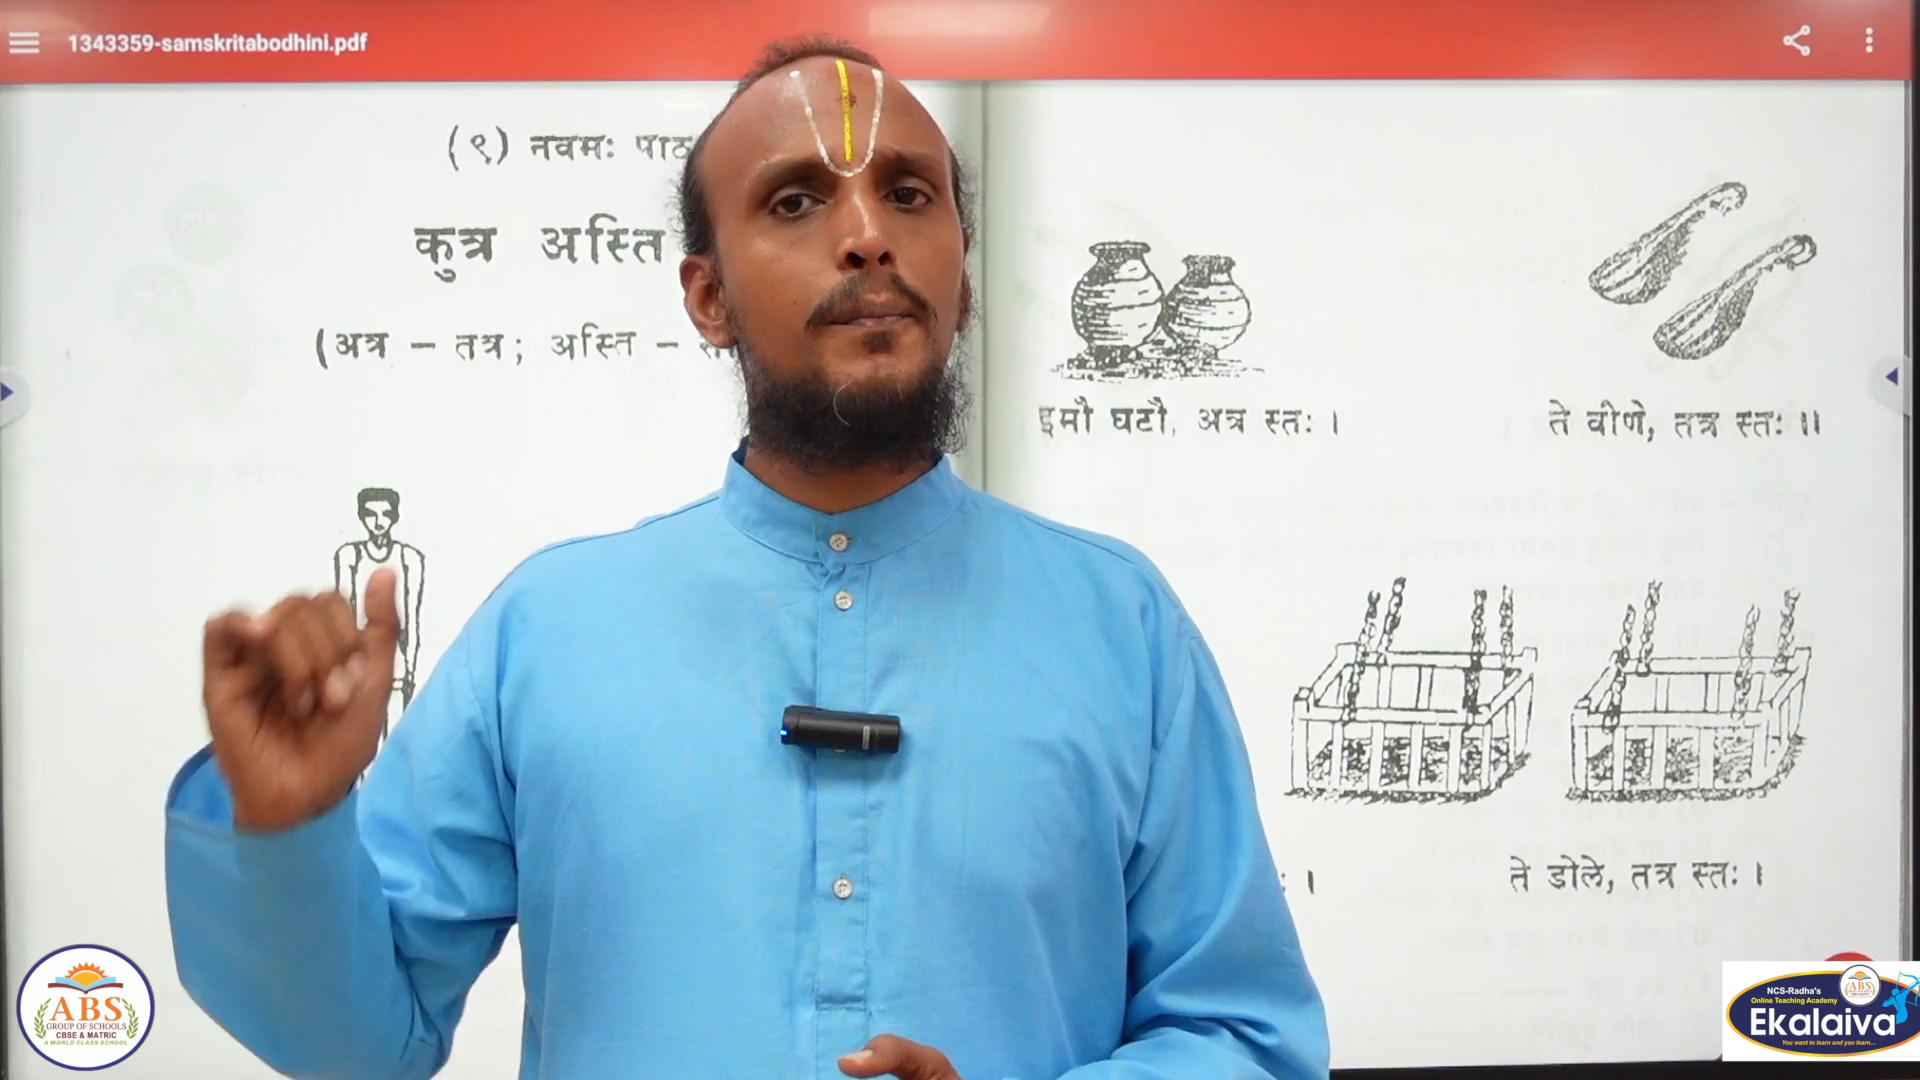 1343359-samskritabodhini.pdf
(९) नवमः पाठ
कुत्र अस्ति
(अत्र – तत्र; अस्ति –
इमौ घटौ, अत्र स्तः ।
ते वीणे, तत्र स्तः ।।
ते डोले, तत्र स्तः ।
ABS
GROUP OF SCHOOLS
CBSE & MATRIC
A WORLD CLASS SCHOOL
NCS-Radha's
Online Teaching Academy
ABS
Ekalaiva
You want to learn and you learn...